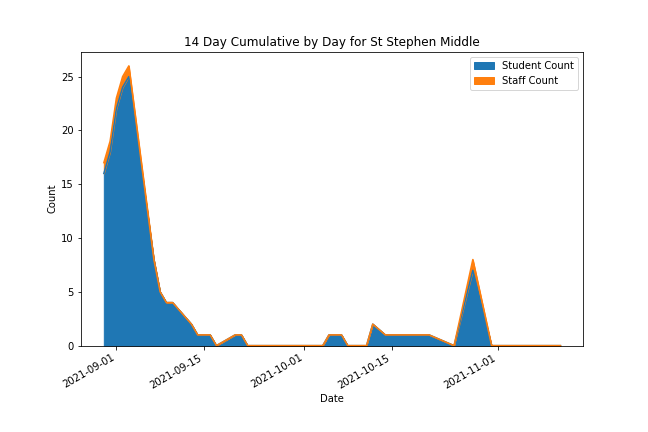 14 Day Cumulative by Day for St Stephen Middle
Student Count
Staff Count
Count
25
20
15
10
5
0
2021-09-01
2021-09-15
2021-10-01
2021-10-15
2021-11-01
Date